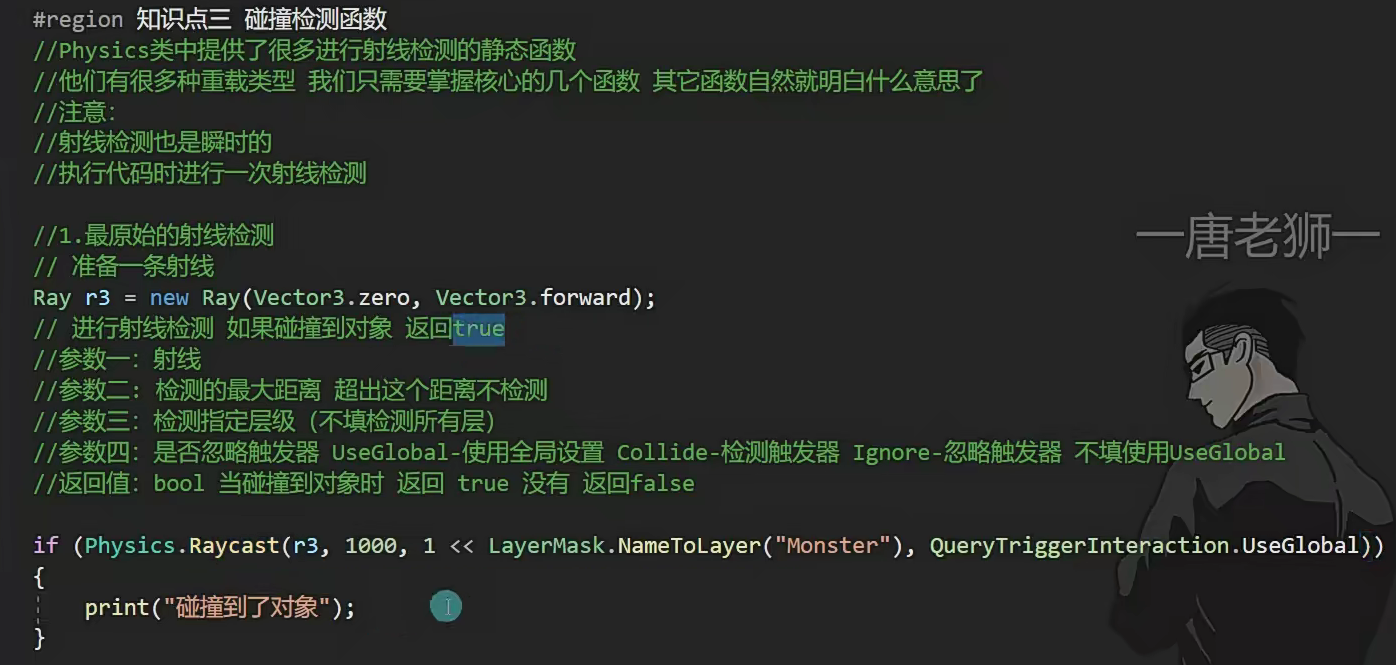 #region 知识点三 碰撞检测函数
//Physics类中提供了很多进行射线检测的静态函数
//他们有很多种重载类型 我们只需要掌握核心的几个函数 其它函数自然就明白什么意思了
//注意：
//射线检测也是瞬时的
//执行代码时进行一次射线检测
//1.最原始的射线检测
// 准备一条射线
Ray r3 = new Ray(Vector3.zero, Vector3.forward);
// 进行射线检测 如果碰撞到对象 返回true
//参数一：射线
//参数二：检测的最大距离 超出这个距离不检测
//参数三：检测指定层级（不填检测所有层）
//参数四：是否忽略触发器 UseGlobal-使用全局设置 Collide-检测触发器 Ignore-忽略触发器 不填使用UseGlobal
//返回值：bool 当碰撞到对象时 返回 true 没有 返回false
if (Physics.Raycast(r3, 1000, 1 << LayerMask.NameToLayer("Monster"), QueryTriggerInteraction.UseGlobal))
{
print("碰撞到了对象");
}
—唐老狮—